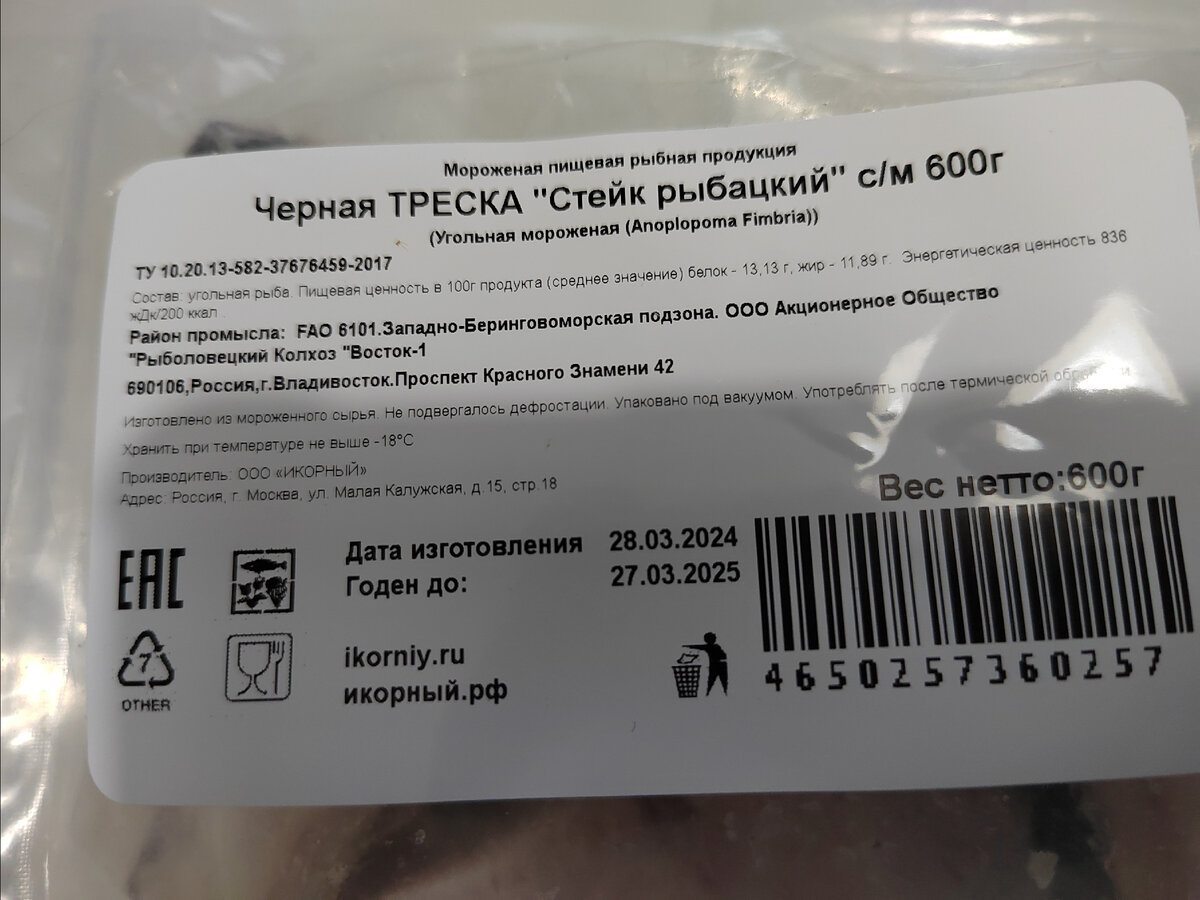 Мороженая пищевая рыбная продукция
Черная ТРЕСКА "Стейк рыбацкий" с/м 600г
(Угольная мороженая (Anoplopoma Fimbria))
ТУ 10.20.13-582-37676459-2017
Состав: угольная рыба. Пищевая ценность в 100г продукта (среднее значение) белок - 13,13 г, жир - 11,89 г. Энергетическая ценность 836
жДк/200 ккал .
Район промысла: FAO 6101.Западно-Беринговоморская подзона. ООО Акционерное Общество
"Рыболовецкий Колхоз "Восток-1
690106,Россия,г.Владивосток.Проспект Красного Знамени 42
Изготовлено из мороженного сырья. Не подвергалось дефростации. Упаковано под вакуумом. Употреблять после термической
Хранить при температуре не выше -18°С
Производитель: ООО «ИКОРНЫЙ»
Адрес: Россия, г. Москва, ул. Малая Калужская, д.15, стр.18
Вес нетто:600г
EAC
Дата изготовления 28.03.2024
Годен до: 27.03.2025
7
OTHER
ikorniy.ru
икорный.рф
4650257360257